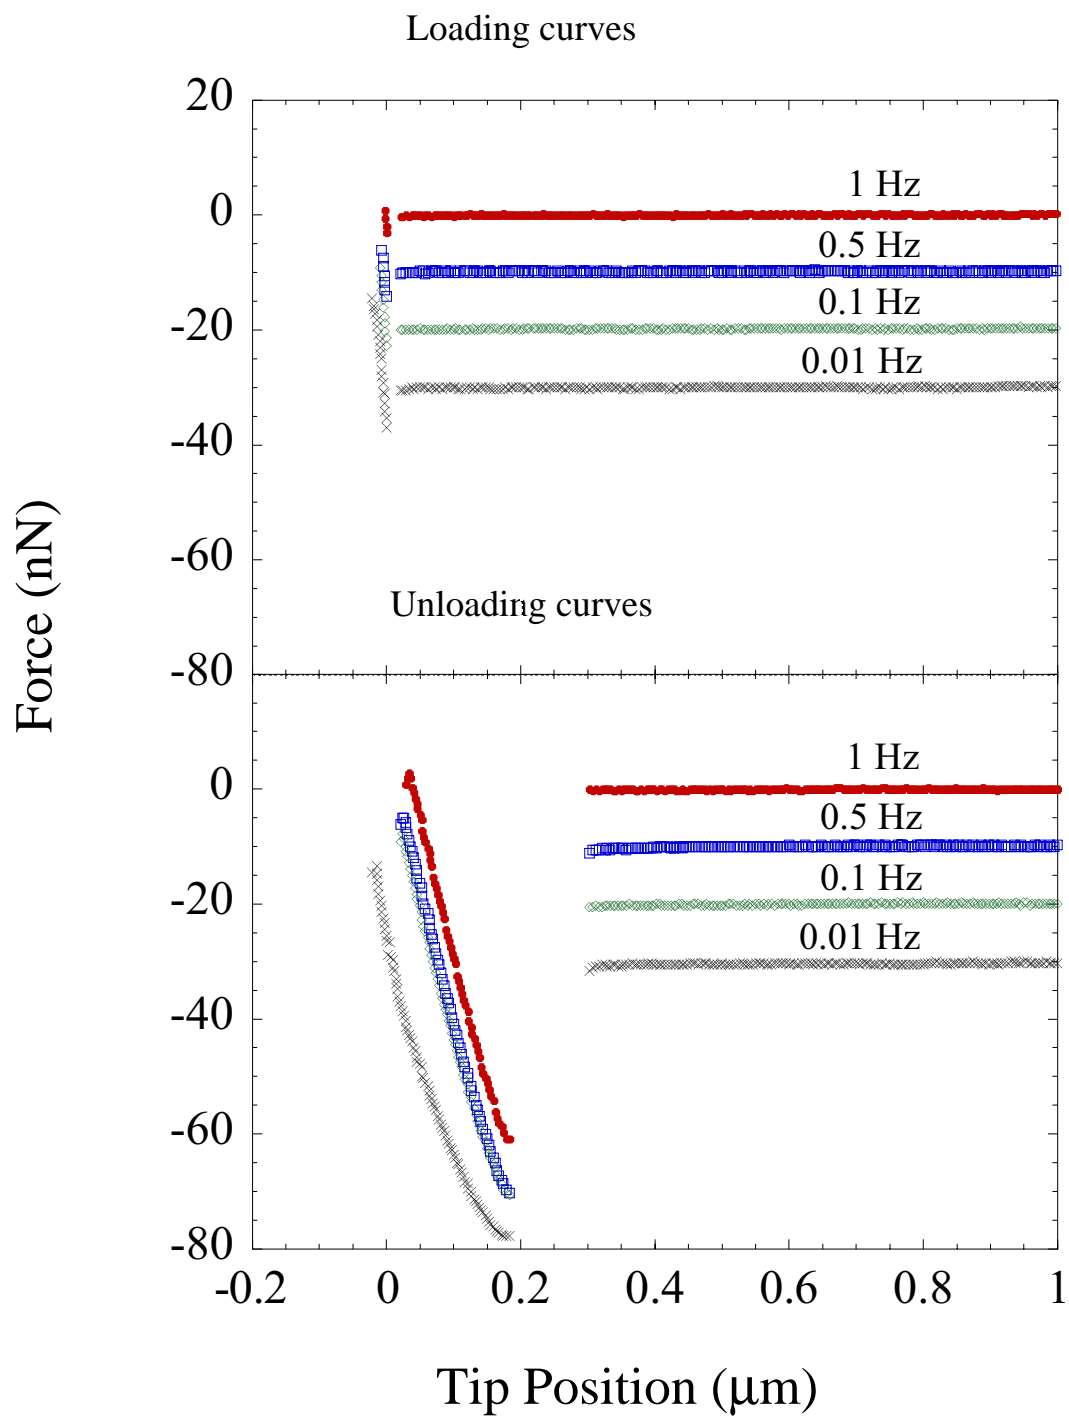 Loading curves
20
0
-20
-40
-60
-80
1 Hz
0.5 Hz
0.1 Hz
0.01 Hz
Unloading curves
Force (nN)
0
-20
-40
-60
-80
1 Hz
0.5 Hz
0.1 Hz
0.01 Hz
-0.2 0 0.2 0.4 0.6 0.8 1
Tip Position (μm)